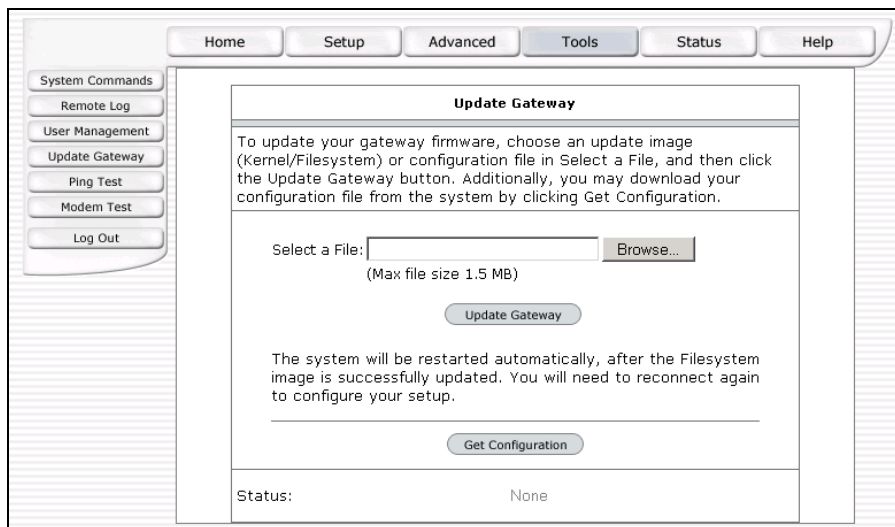 Home Setup Advanced Tools Status Help
System Commands
Remote Log
User Management
Update Gateway
Ping Test
Modem Test
Log Out
Update Gateway
To update your gateway firmware, choose an update image
(Kernel/Filesystem) or configuration file in Select a File, and then click
the Update Gateway button. Additionally, you may download your
configuration file from the system by clicking Get Configuration.
Select a File: Browse...
(Max file size 1.5 MB)
Update Gateway
The system will be restarted automatically, after the Filesystem
image is successfully updated. You will need to reconnect again
to configure your setup.
Get Configuration
Status: None